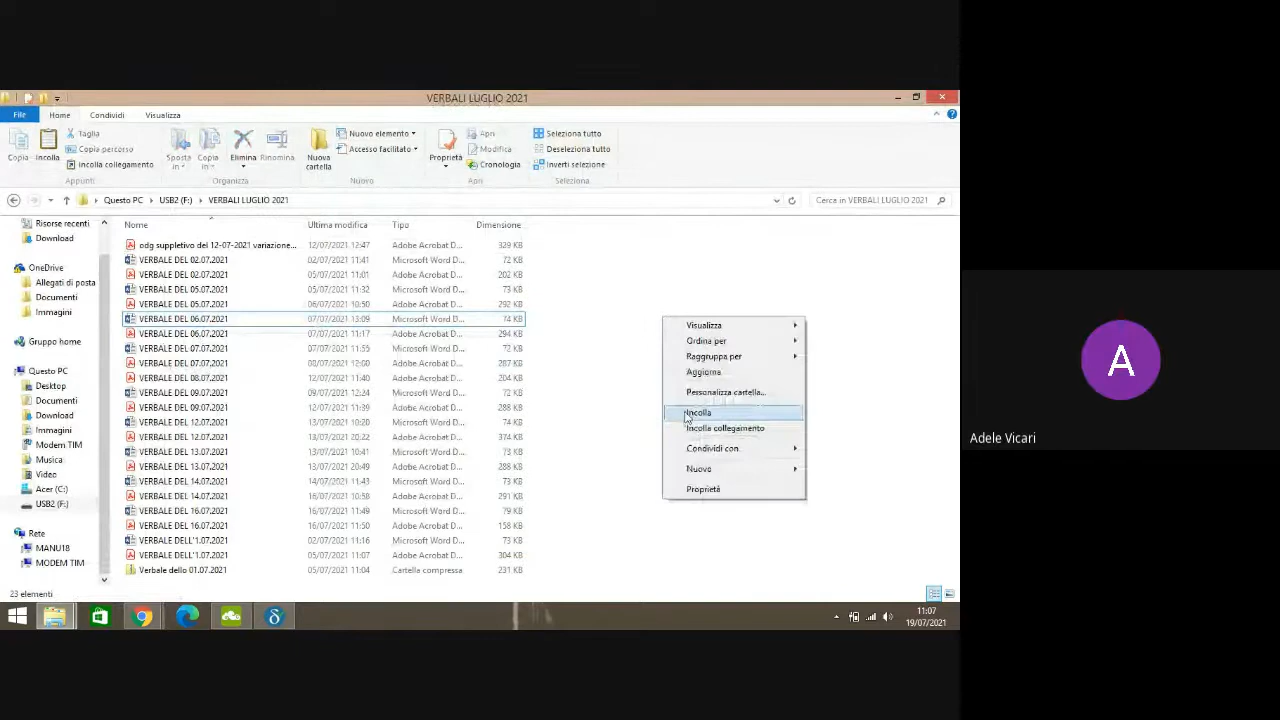 VERBALI LUGLIO 2021
File Home Condividi Visualizza
Copia Incolla Taglia Copia percorso Incolla collegamento
Sposta in Copia in Elimina Rinomina Nuova cartella
Nuovo elemento Accesso facilitato
Proprietà Apri Modifica Cronologia
Seleziona tutto Deseleziona tutto Inverti selezione
Appunti Organizza Nuovo Apri Seleziona
Questo PC USB2 (F:) VERBALI LUGLIO 2021 Cerca in VERBALI LUGLIO 2021
Risorse recenti
Download
OneDrive
Allegati di posta
Documenti
Immagini
Gruppo home
Questo PC
Desktop
Documenti
Download
Immagini
Modem TIM
Musica
Video
Acer (C:)
USB2 (F:)
Rete
MANU18
MODEM TIM
Nome Ultima modifica Tipo Dimensione
odg suppletivo del 12-07-2021 variazione... 12/07/2021 12:47 Adobe Acrobat D... 329 KB
VERBALE DEL 02.07.2021 02/07/2021 11:41 Microsoft Word D... 72 KB
VERBALE DEL 02.07.2021 05/07/2021 11:01 Adobe Acrobat D... 202 KB
VERBALE DEL 05.07.2021 05/07/2021 11:32 Microsoft Word D... 73 KB
VERBALE DEL 05.07.2021 06/07/2021 10:50 Adobe Acrobat D... 292 KB
VERBALE DEL 06.07.2021 07/07/2021 13:09 Microsoft Word D... 74 KB
VERBALE DEL 06.07.2021 07/07/2021 11:17 Adobe Acrobat D... 294 KB
VERBALE DEL 07.07.2021 07/07/2021 11:55 Microsoft Word D... 72 KB
VERBALE DEL 07.07.2021 08/07/2021 12:00 Adobe Acrobat D... 287 KB
VERBALE DEL 08.07.2021 12/07/2021 11:40 Adobe Acrobat D... 204 KB
VERBALE DEL 09.07.2021 09/07/2021 12:24 Microsoft Word D... 72 KB
VERBALE DEL 09.07.2021 12/07/2021 11:39 Adobe Acrobat D... 288 KB
VERBALE DEL 12.07.2021 13/07/2021 10:20 Microsoft Word D... 74 KB
VERBALE DEL 12.07.2021 13/07/2021 20:22 Adobe Acrobat D... 374 KB
VERBALE DEL 13.07.2021 13/07/2021 10:41 Microsoft Word D... 73 KB
VERBALE DEL 13.07.2021 13/07/2021 20:49 Adobe Acrobat D... 288 KB
VERBALE DEL 14.07.2021 14/07/2021 11:43 Microsoft Word D... 73 KB
VERBALE DEL 14.07.2021 16/07/2021 10:58 Adobe Acrobat D... 291 KB
VERBALE DEL 16.07.2021 16/07/2021 11:49 Microsoft Word D... 79 KB
VERBALE DEL 16.07.2021 16/07/2021 11:50 Adobe Acrobat D... 158 KB
VERBALE DELL'1.07.2021 02/07/2021 11:16 Microsoft Word D... 73 KB
VERBALE DELL'1.07.2021 05/07/2021 11:07 Adobe Acrobat D... 304 KB
Verbale dello 01.07.2021 05/07/2021 11:04 Cartella compressa 231 KB
Visualizza
Ordina per
Raggruppa per
Aggiorna
Personalizza cartella...
Incolla
Incolla collegamento
Condividi con
Nuovo
Proprietà
23 elementi
11:07
19/07/2021
A
Adele Vicari